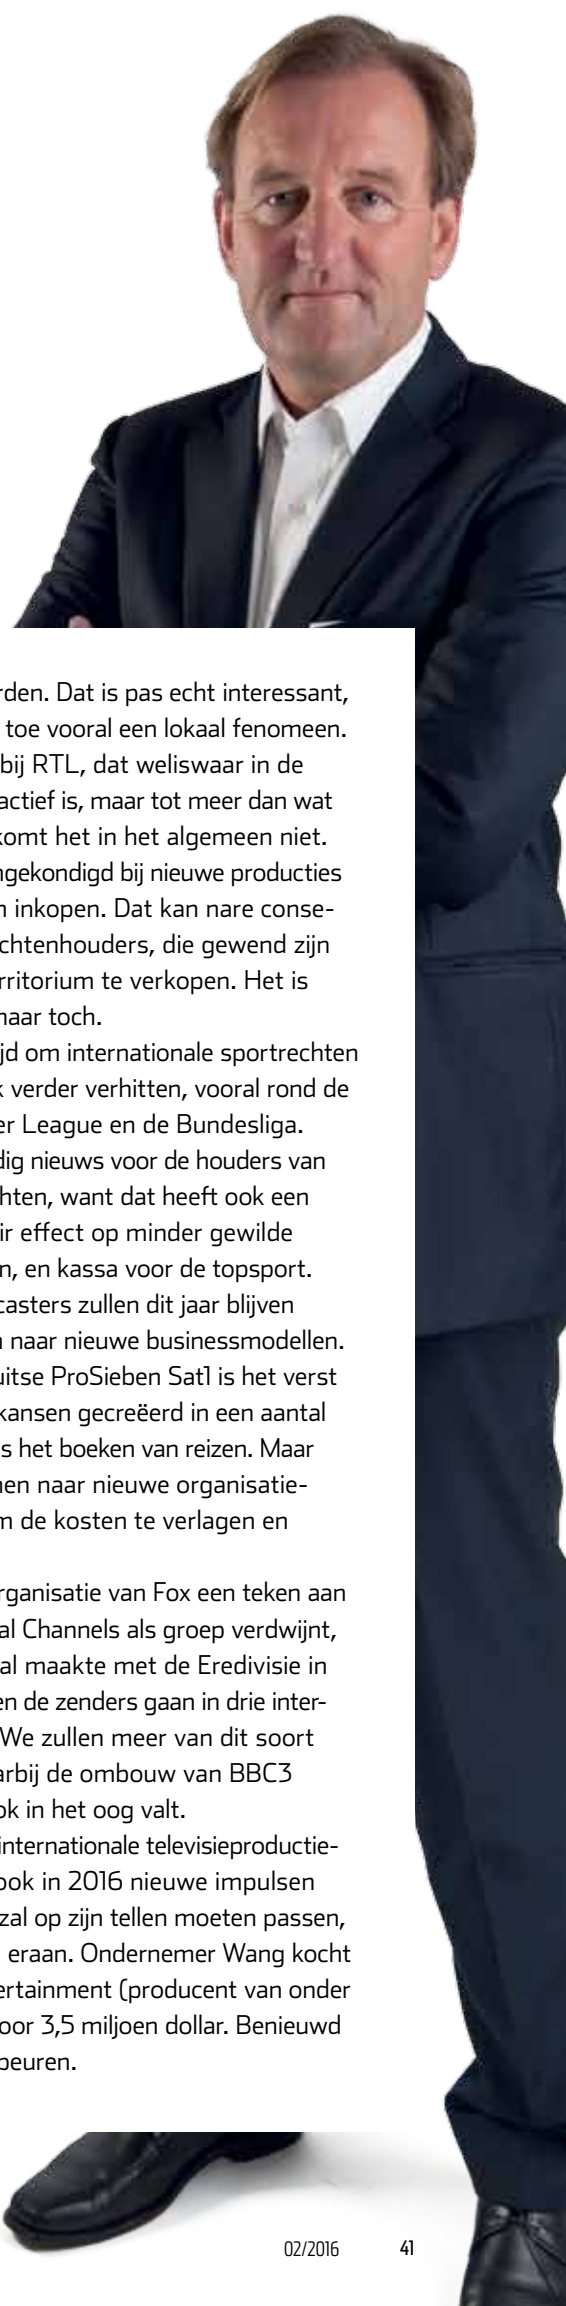 rden. Dat is pas echt interessant,
toe vooral een lokaal fenomeen.
bij RTL, dat weliswaar in de
actief is, maar tot meer dan wat
komt het in het algemeen niet.
ngekondigd bij nieuwe producties
n inkopen. Dat kan nare conse-
chtenhouders, die gewend zijn
rritorium te verkopen. Het is
naar toch.
jd om internationale sportrechten
k verder verhitten, vooral rond de
er League en de Bundesliga.
dig nieuws voor de houders van
chten, want dat heeft ook een
ir effect op minder gewilde
n, en kassa voor de topsport.
casters zullen dit jaar blijven
n naar nieuwe businessmodellen.
uitse ProSieben Sat1 is het verst
kansen gecreëerd in een aantal
s het boeken van reizen. Maar
nen naar nieuwe organisatie-
m de kosten te verlagen en
rganisatie van Fox een teken aan
al Channels als groep verdwijnt,
al maakte met de Eredivisie in
en de zenders gaan in drie inter-
We zullen meer van dit soort
arbij de ombouw van BBC3
ok in het oog valt.
internationale televisieproductie-
ook in 2016 nieuwe impulsen
zal op zijn tellen moeten passen,
eraan. Ondernemer Wang kocht
ertainment (producent van onder
oor 3,5 miljoen dollar. Benieuwd
beuren.
02/2016 41